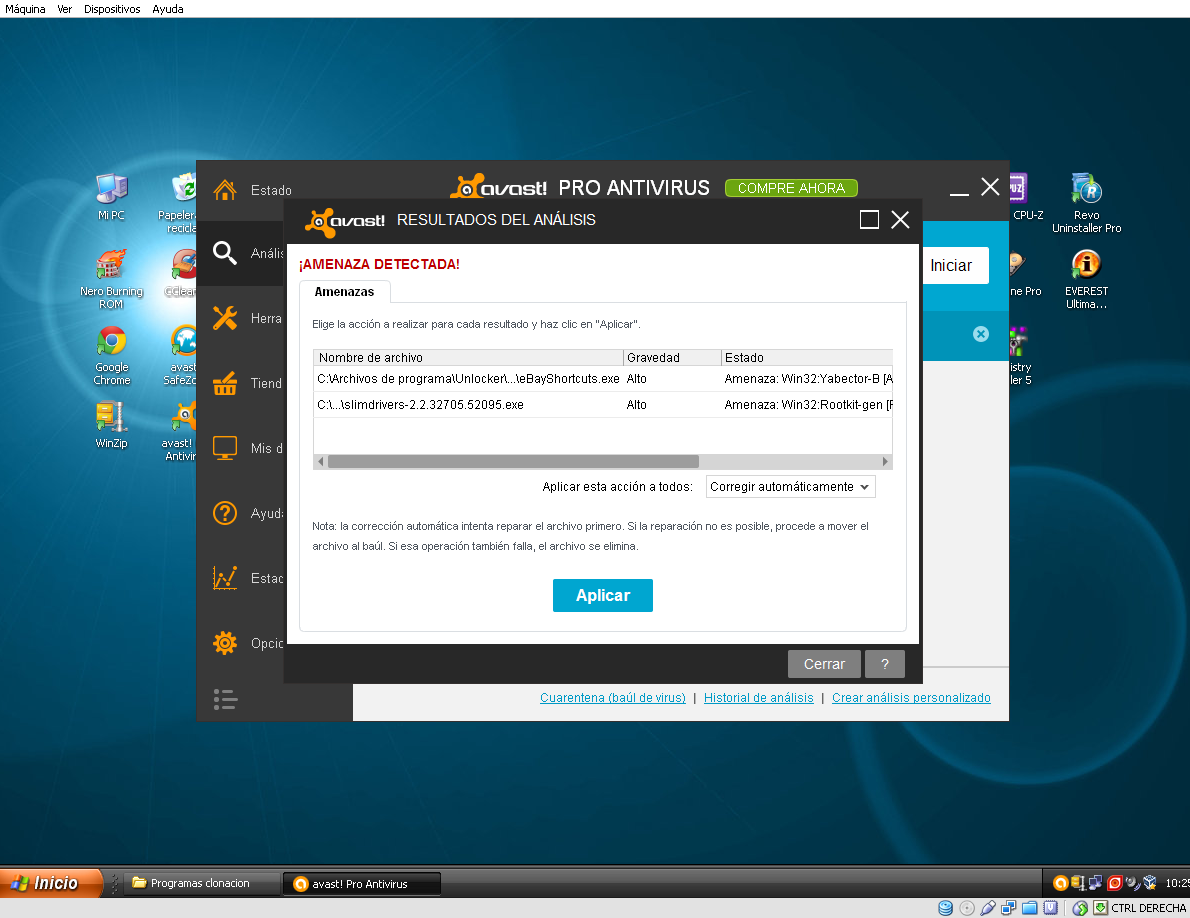 Máquina Ver Dispositivos Ayuda
Mi PC
Papelera
recicla
Nero Burning
ROM
CClean
Google
Chrome
avast
SafeZo
WinZip
avast!
Antivir
CPU-Z
Revo
Uninstaller Pro
ne Pro
EVEREST
Ultima...
istry
ler 5
Estado
avast! PRO ANTIVIRUS
COMPRE AHORA
Anális
Herra
Tiend
Mis d
Ayuda
Estad
Opcio
Iniciar
avast! RESULTADOS DEL ANÁLISIS
¡AMENAZA DETECTADA!
Amenazas
Elige la acción a realizar para cada resultado y haz clic en "Aplicar".
Nombre de archivo Gravedad Estado
C:\Archivos de programa\Unlocker\...\eBayShortcuts.exe Alto Amenaza: Win32:Yabector-B [A
C:\...\slimdrivers-2.2.32705.52095.exe Alto Amenaza: Win32:Rootkit-gen [R
Aplicar esta acción a todos: Corregir automáticamente
Nota: la corrección automática intenta reparar el archivo primero. Si la reparación no es posible, procede a mover el
archivo al baúl. Si esa operación también falla, el archivo se elimina.
Aplicar
Cerrar ?
Cuarentena (baúl de virus) | Historial de análisis | Crear análisis personalizado
Inicio
Programas clonacion
avast! Pro Antivirus
10:25
CTRL DERECHA